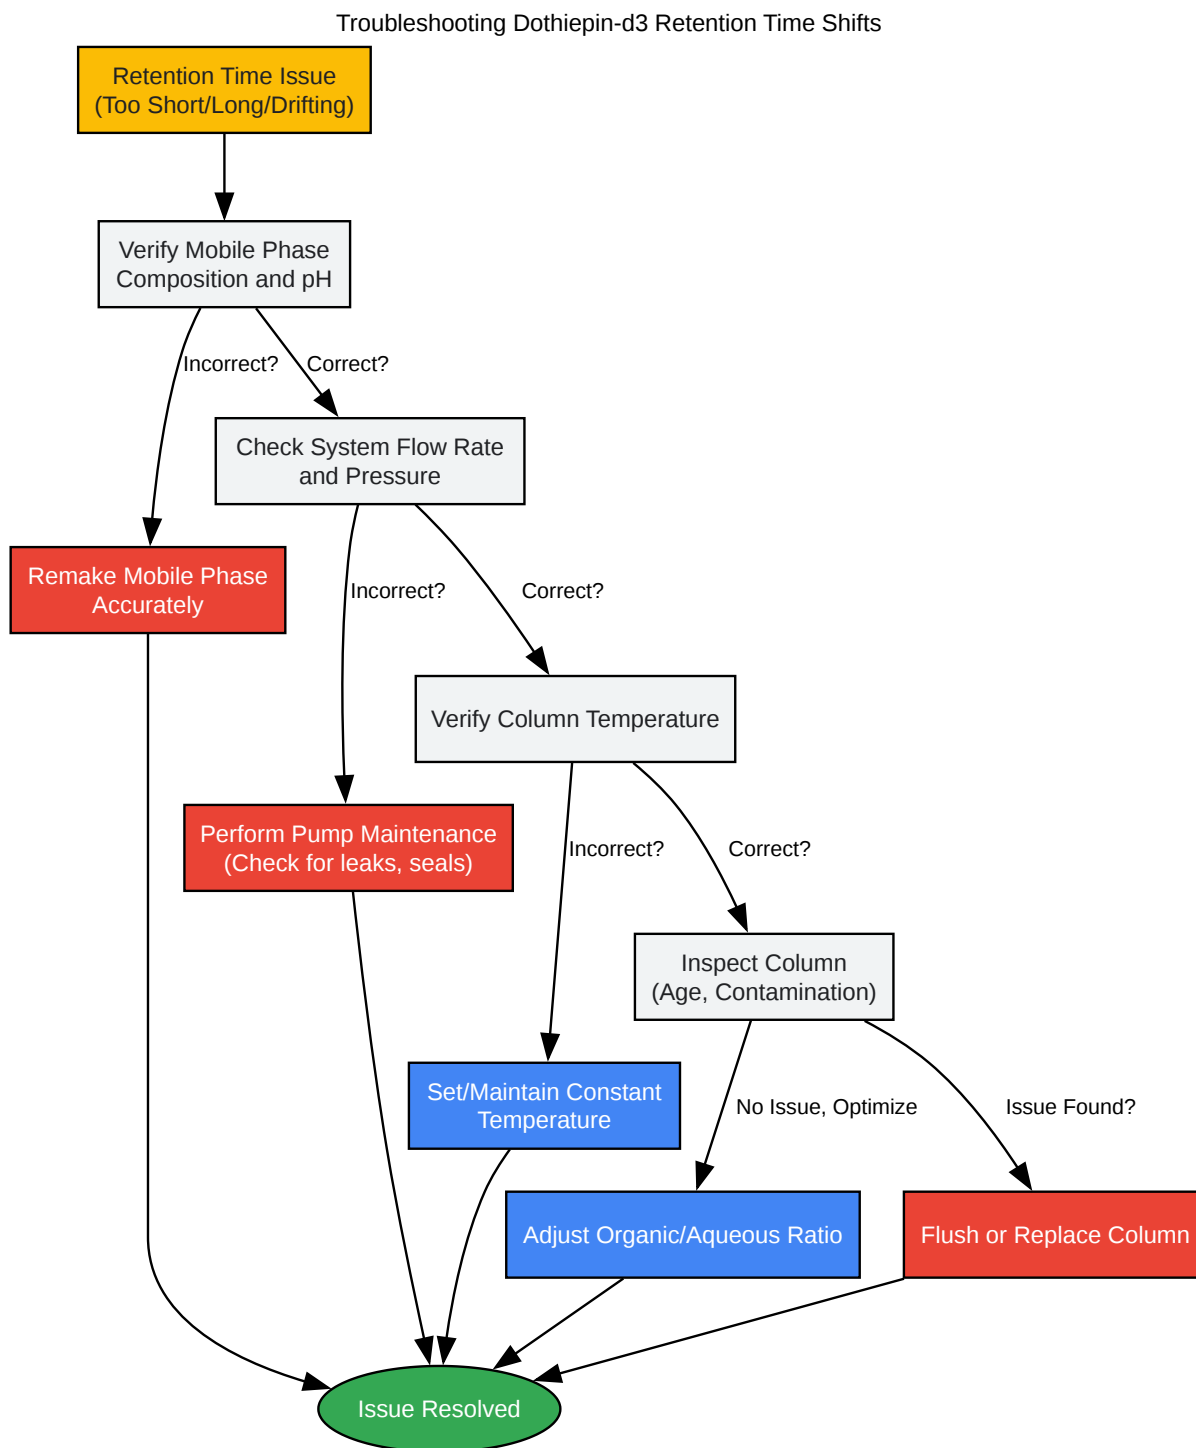 Troubleshooting Dothiepin-d3 Retention Time Shifts
Retention Time Issue
(Too Short/Long/Drifting)
Verify Mobile Phase
Composition and pH
Incorrect?
Correct?
Check System Flow Rate
and Pressure
Remake Mobile Phase
Accurately
Incorrect?
Correct?
Verify Column Temperature
Perform Pump Maintenance
(Check for leaks, seals)
Incorrect?
Correct?
Inspect Column
(Age, Contamination)
Set/Maintain Constant
Temperature
No Issue, Optimize
Issue Found?
Adjust Organic/Aqueous Ratio
Flush or Replace Column
Issue Resolved